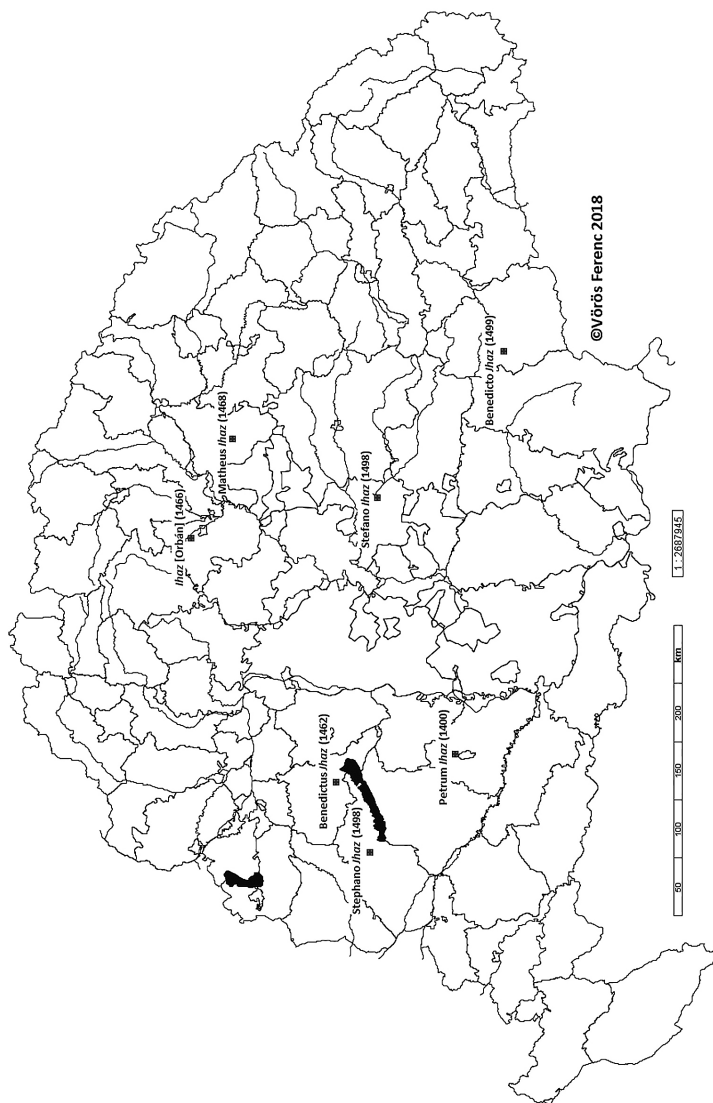 Ihaz [Orbán] (1466)
Matheus Ihaz (1468)
Benedictus Ihaz (1462)
Stephano Ihaz (1498)
Stefano Ihaz (1498)
Petrum Ihaz (1400)
Benedicto Ihaz (1499)
©Vörös Ferenc 2018
50 100 150 200 km
1 : 2687945